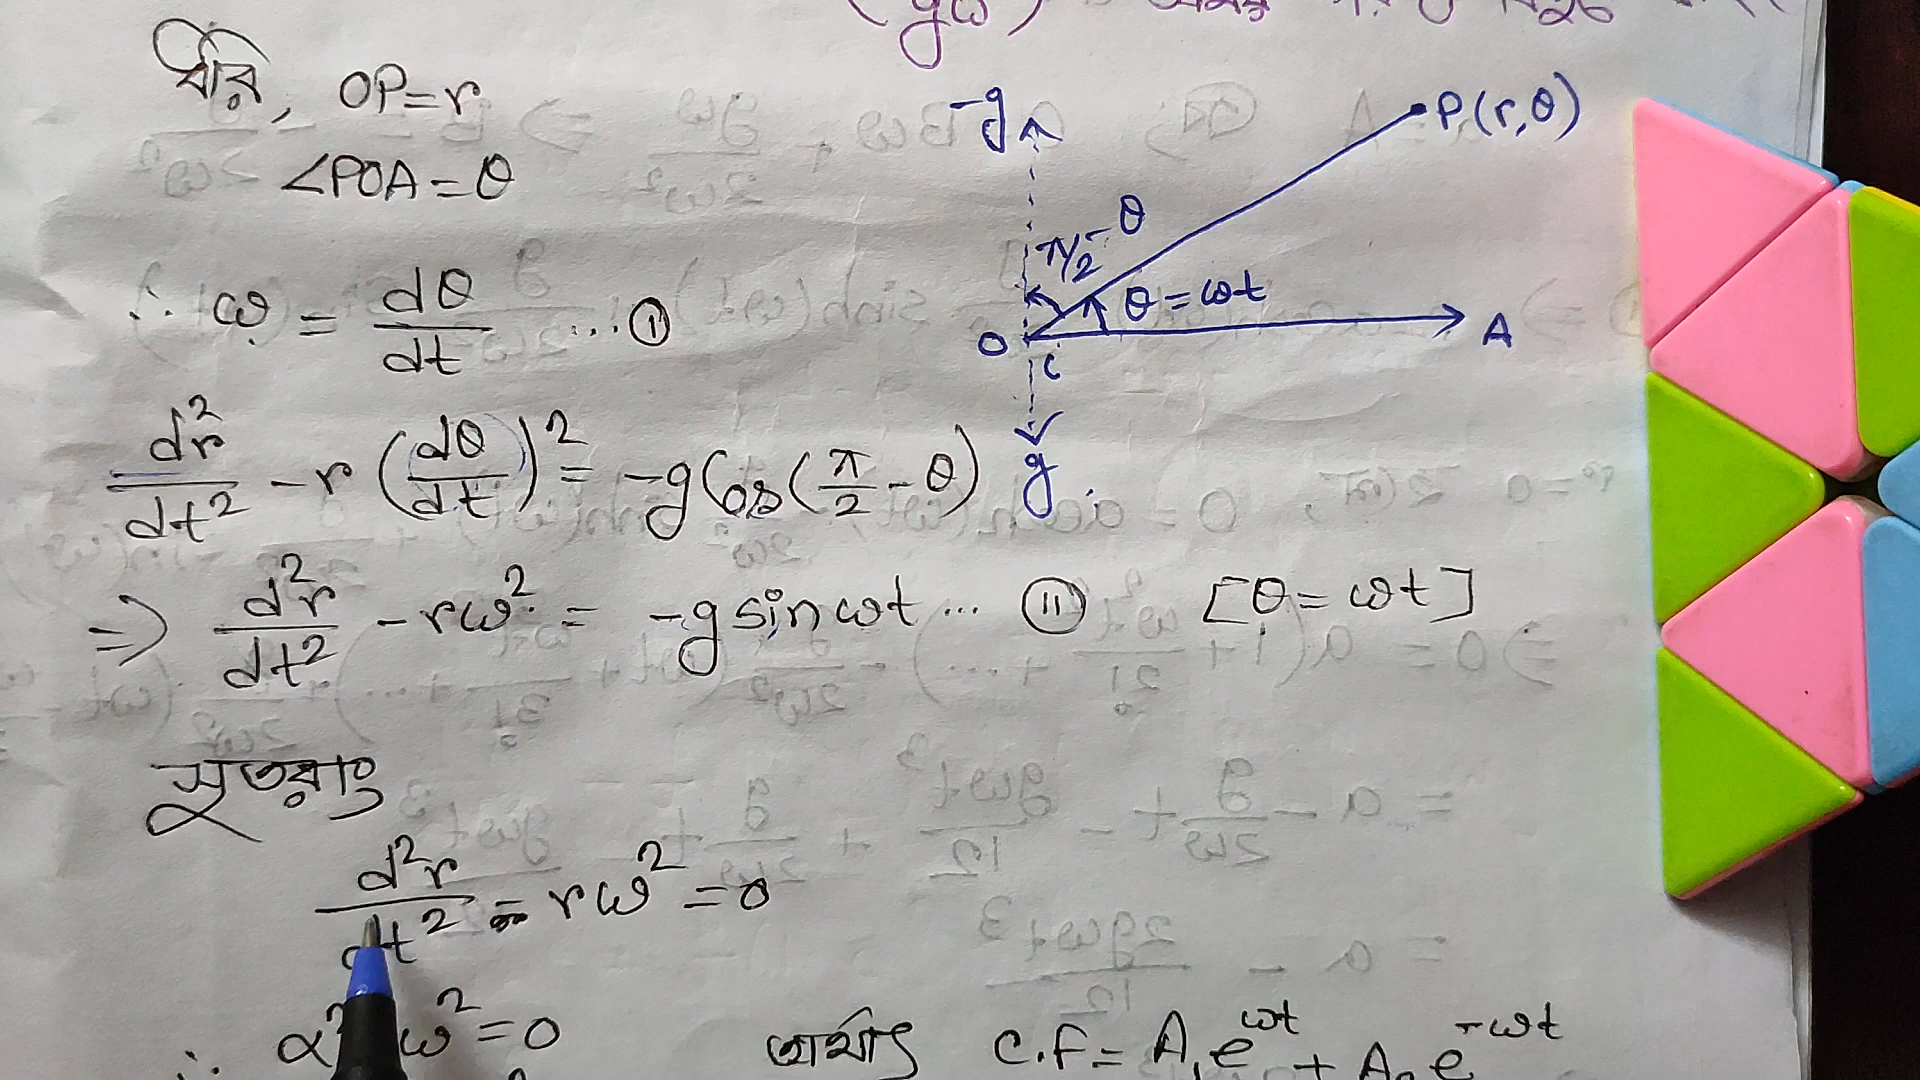 ধরি, OP=r
∠POA=θ
∴ ω = dθ/dt ...(i)
d²r/dt² - r(dθ/dt)² = -g Cos(π/2 - θ)
⇒ d²r/dt² - rω² = -g sin ωt ... (ii) [θ=ωt]
সুতরাং
d²r/dt² - rω² = 0
∴ α² ω² = 0 অর্থাৎ C.F = A₁e^ωt + A₂e^-ωt
-g
P(r,θ)
π/2-θ
θ=ωt
O
A
g